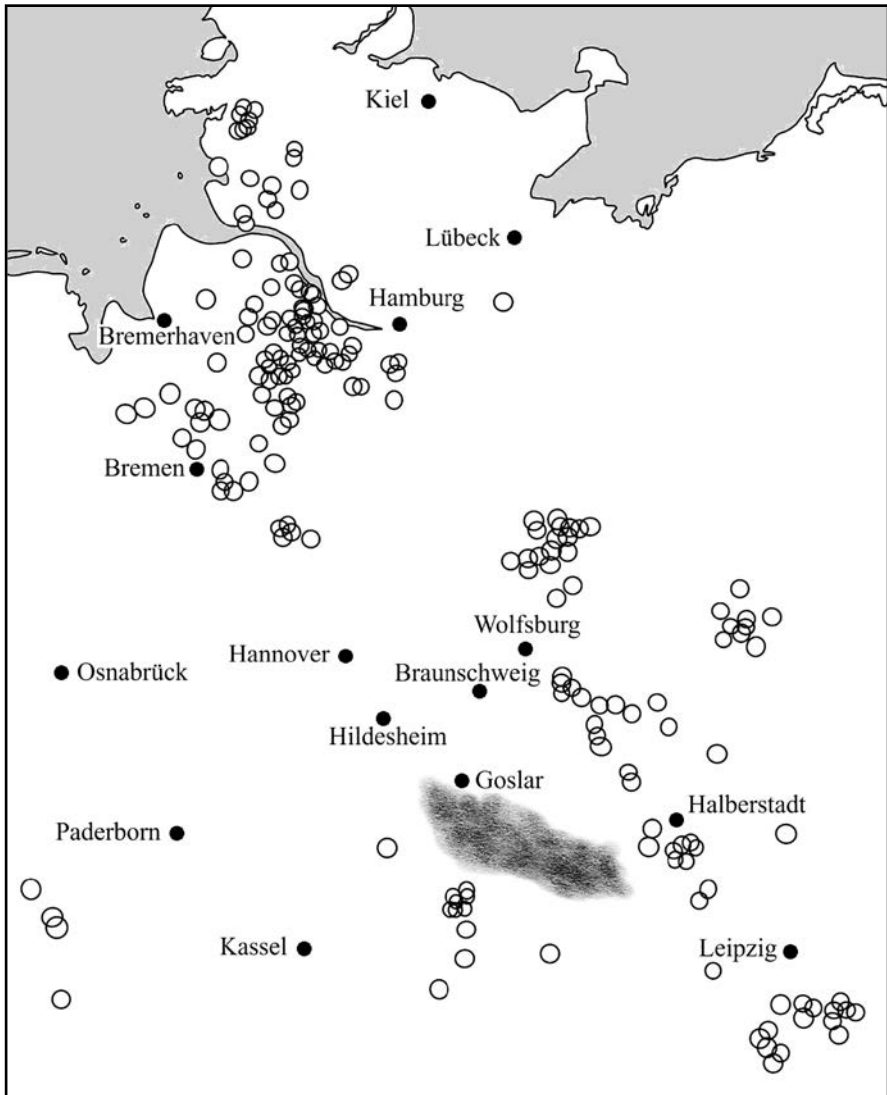 Kiel
Lübeck
Hamburg
Bremerhaven
Bremen
Wolfsburg
Hannover
Braunschweig
Osnabrück
Hildesheim
Goslar
Halberstadt
Paderborn
Kassel
Leipzig